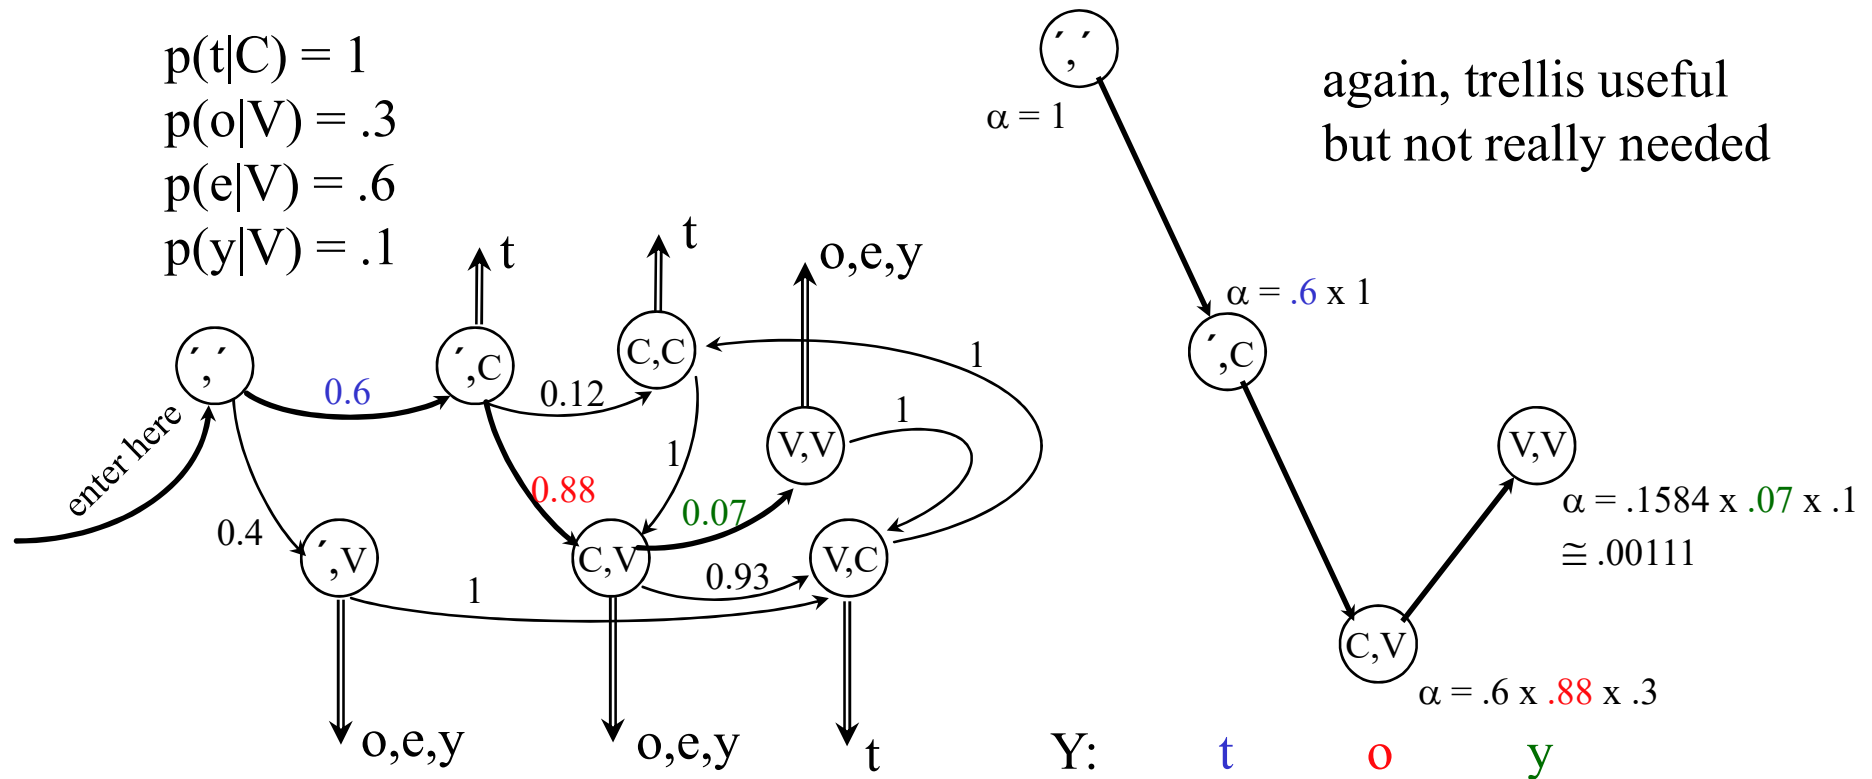 p(t|C) = 1
p(o|V) = .3
p(e|V) = .6
p(y|V) = .1
enter here
´,´
0.6
0.4
´,C
t
0.12
0.88
C,C
t
1
´,V
o,e,y
1
C,V
o,e,y
0.07
0.93
V,V
o,e,y
1
V,C
t
1
´,´
α = 1
again, trellis useful
but not really needed
α = .6 x 1
´,C
V,V
α = .1584 x .07 x .1
≅ .00111
C,V
α = .6 x .88 x .3
Y: t o y